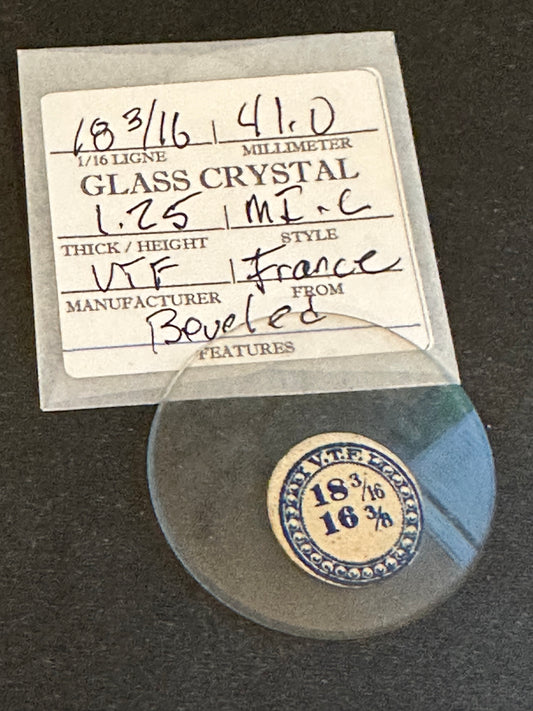 18 3/16 | 41.0
1/16 LIGNE MILLIMETER
GLASS CRYSTAL
1.25 | MI-C
THICK / HEIGHT STYLE
VTF | France
MANUFACTURER FROM
Beveled
FEATURES
V.T.F.
18 3/16
16 3/8